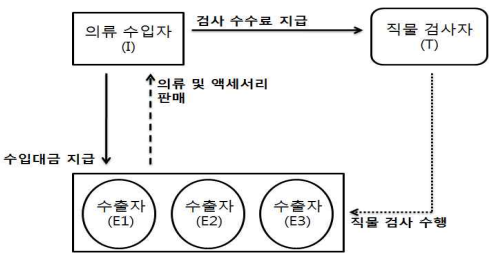 의류 수입자
(I)
검사 수수료 지급
직물 검사자
(T)
의류 및 액세서리
판매
수입대금 지급
수출자
(E1)
수출자
(E2)
수출자
(E3)
직물 검사 수행